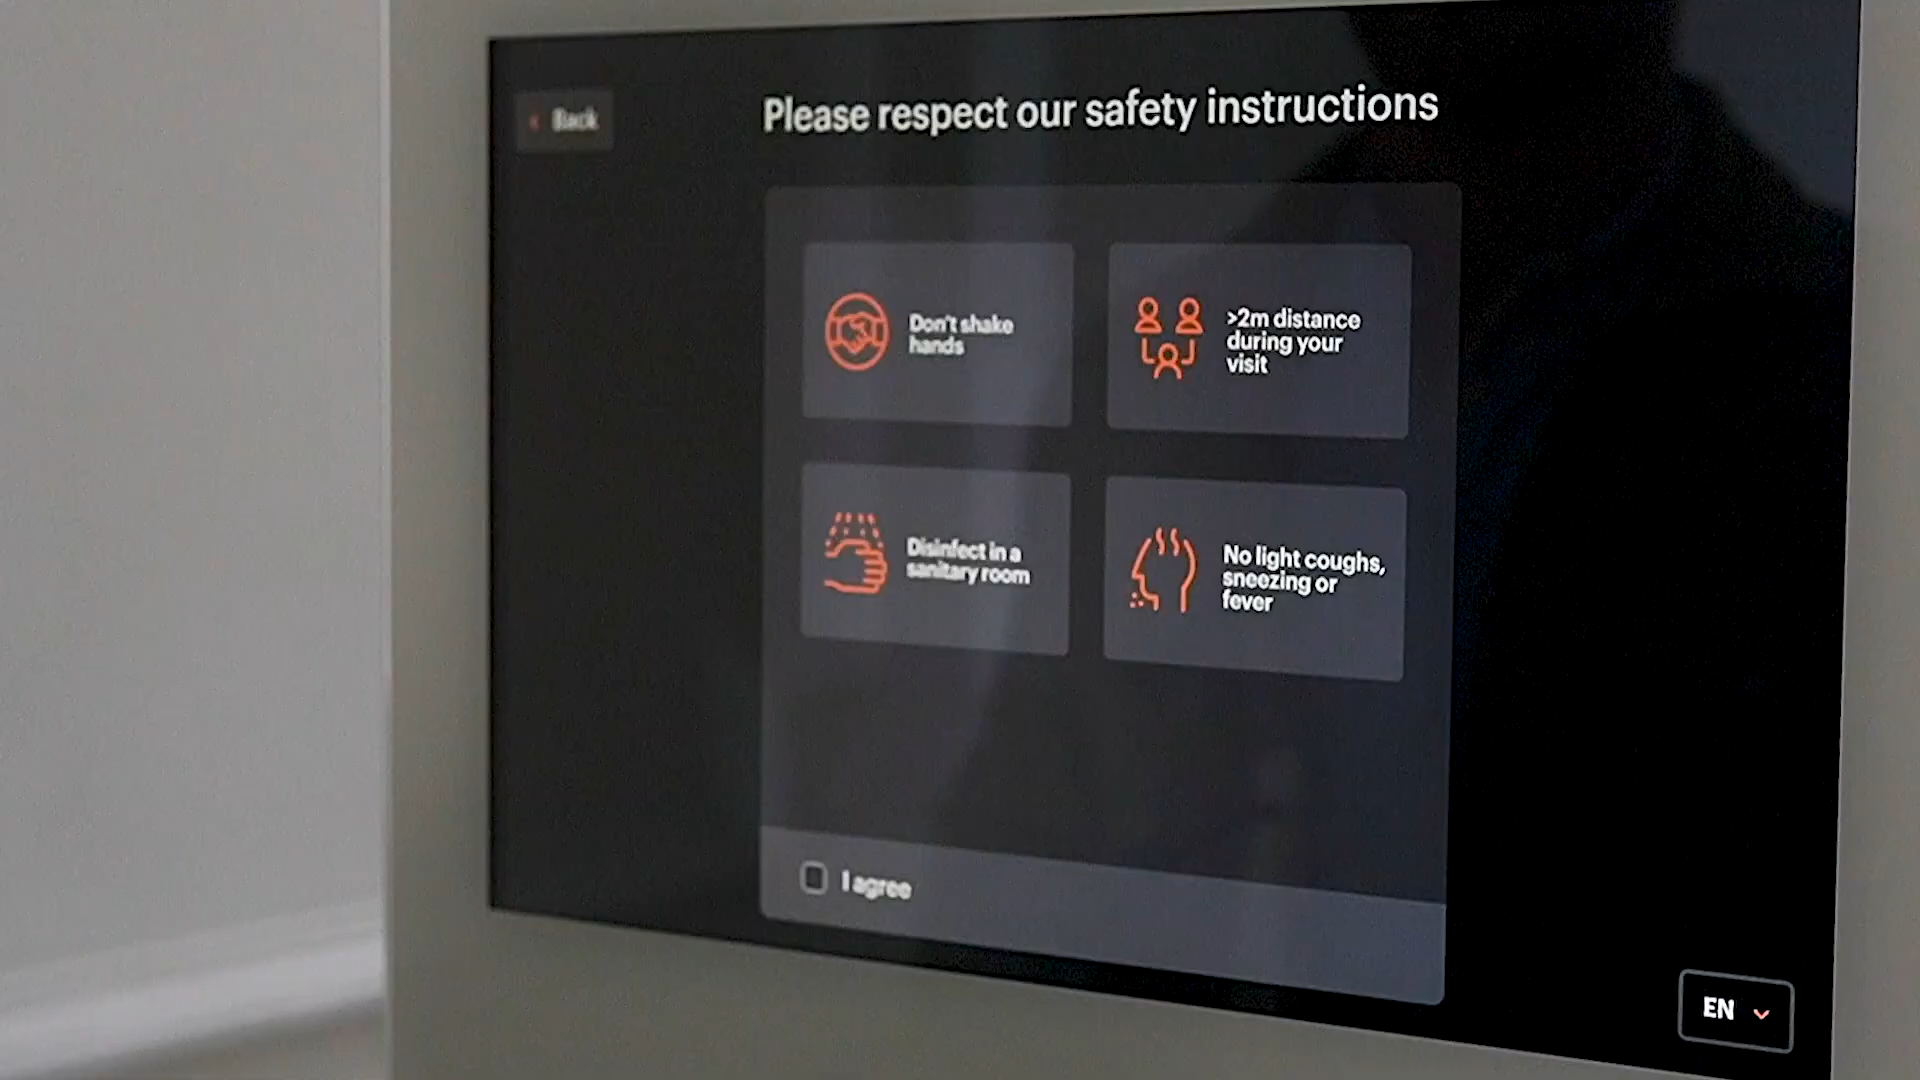 Back
Please respect our safety instructions
Don't shake
hands
>2m distance
during your
visit
Disinfect in a
sanitary room
No light coughs,
sneezing or
fever
I agree
EN